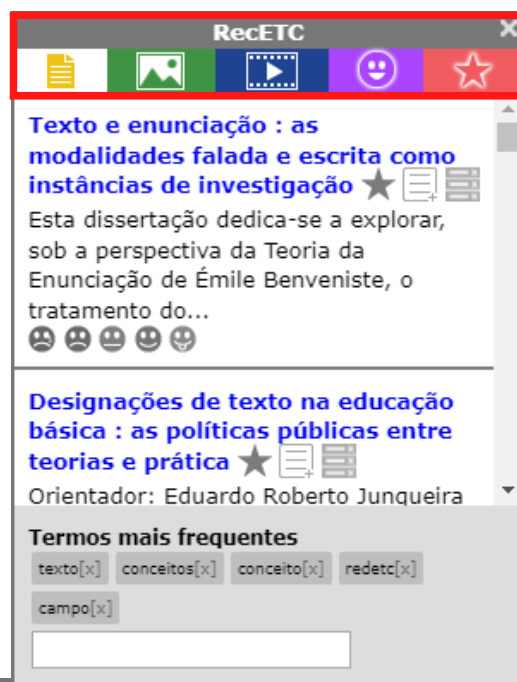 RecETC
Texto e enunciação : as
modalidades falada e escrita como
instâncias de investigação
Esta dissertação dedica-se a explorar,
sob a perspectiva da Teoria da
Enunciação de Émile Benveniste, o
tratamento do...
Designações de texto na educação
básica : as políticas públicas entre
teorias e prática
Orientador: Eduardo Roberto Junqueira
Termos mais frequentes
texto[x] conceitos[x] conceito[x] redetc[x]
campo[x]